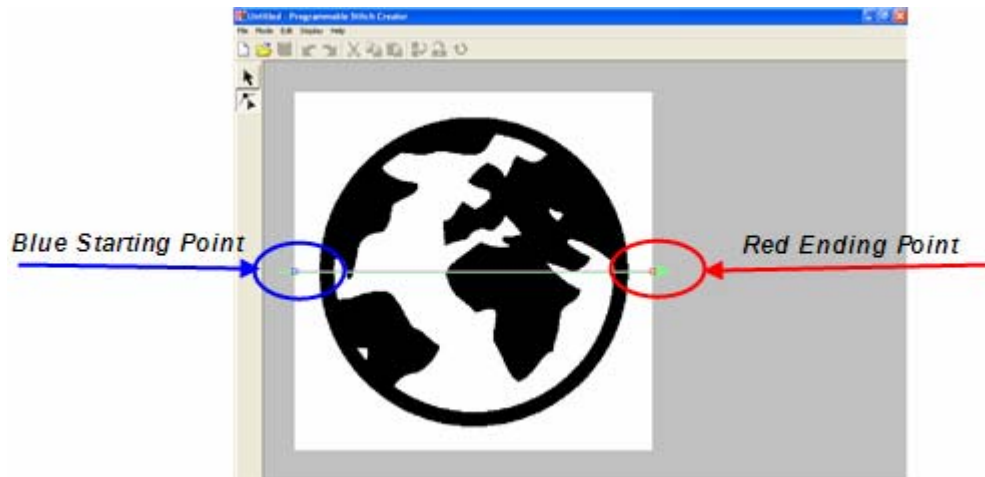 Untitled - Programmable Stitch Creator
File Mode Edit Display Help
Blue Starting Point
Red Ending Point